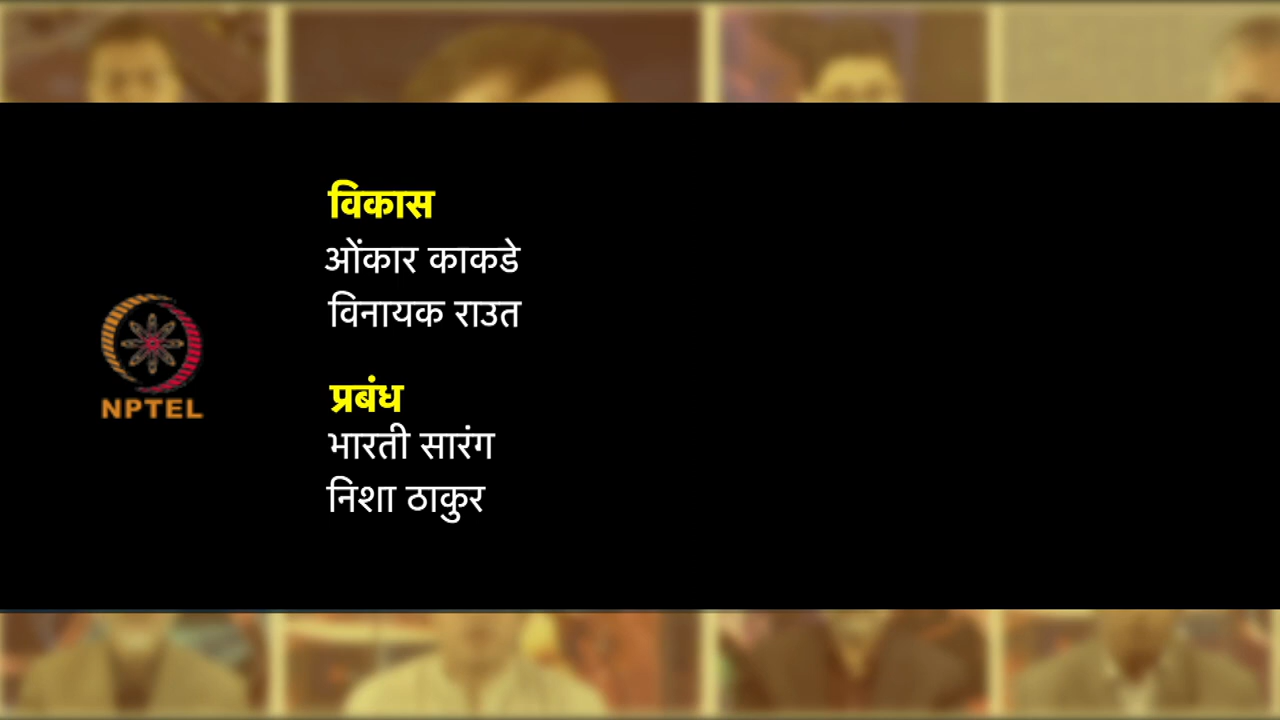 विकास
ओंकार काकडे
विनायक राउत
NPTEL
प्रबंध
भारती सारंग
निशा ठाकुर